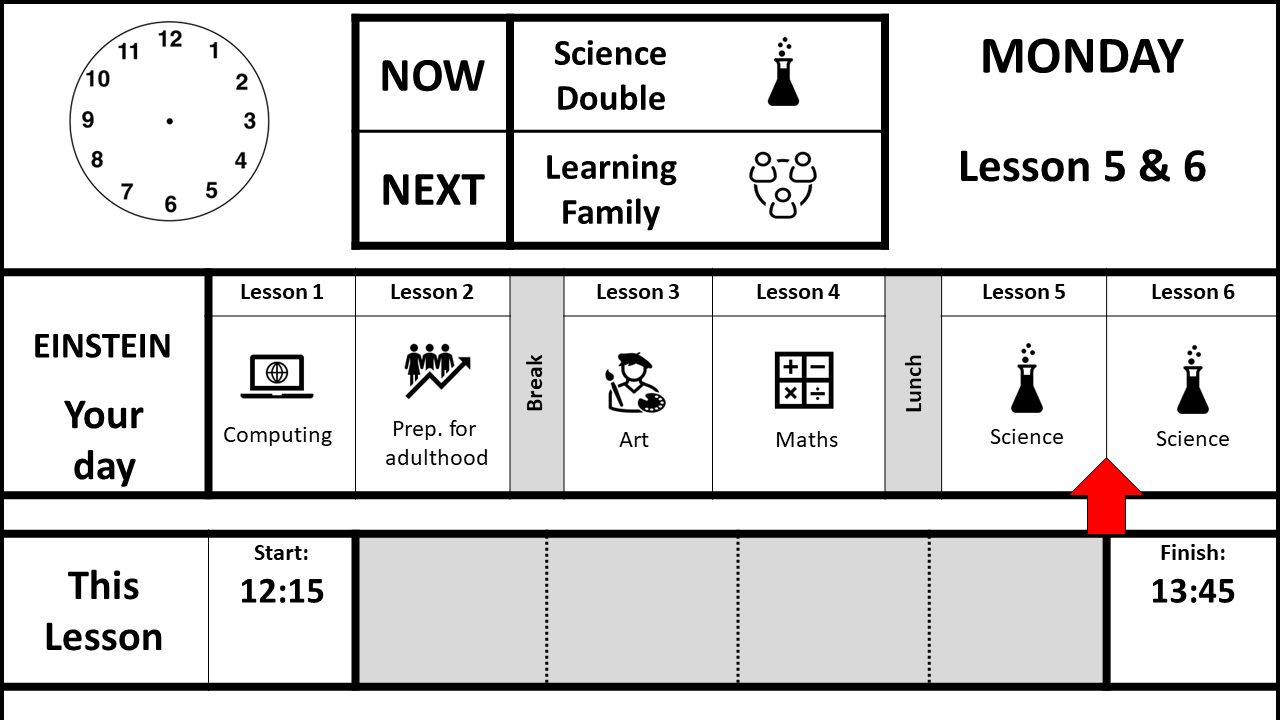 12
11
1
10
2
9
3
8
4
7
5
6
NOW
Science
Double
NEXT
Learning
Family
MONDAY
Lesson 5 & 6
EINSTEIN
Your
day
Lesson 1
Computing
Lesson 2
Prep. for
adulthood
Break
Lesson 3
Art
Lesson 4
Maths
Lunch
Lesson 5
Science
Lesson 6
Science
This
Lesson
Start:
12:15
Finish:
13:45